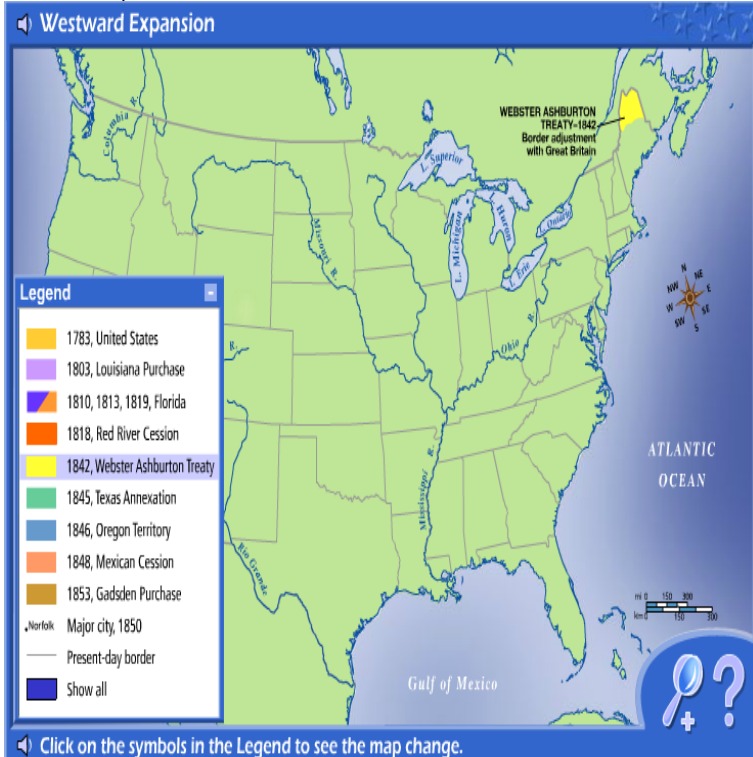 Westward Expansion
Columbia R.
WEBSTER ASHBURTON
TREATY–1842
Border adjustment
with Great Britain
L. Superior
L. Michigan
Huron
L. Ontario
L. Erie
Missouri R.
Ohio R.
Mississippi R.
R.
Rio Grande
N
NE
E
SE
S
SW
W
NW
ATLANTIC
OCEAN
Gulf of Mexico
mi 0 150 300
km 0 150 300
Legend
1783, United States
1803, Louisiana Purchase
1810, 1813, 1819, Florida
1818, Red River Cession
1842, Webster Ashburton Treaty
1845, Texas Annexation
1846, Oregon Territory
1848, Mexican Cession
1853, Gadsden Purchase
Norfolk Major city, 1850
Present-day border
Show all
?
Click on the symbols in the Legend to see the map change.